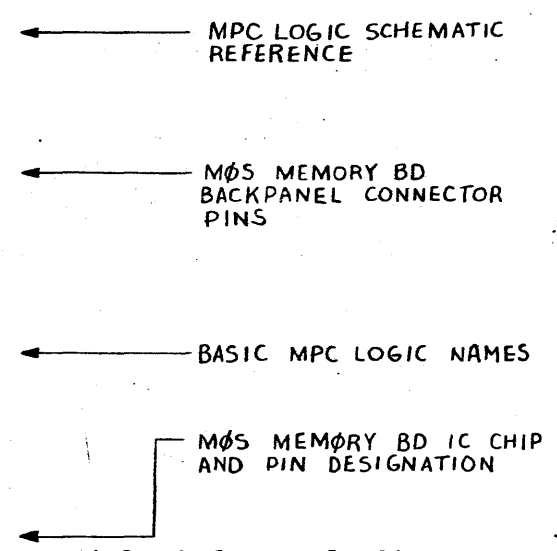 MPC LOGIC SCHEMATIC
REFERENCE
MØS MEMORY BD
BACKPANEL CONNECTOR
PINS
BASIC MPC LOGIC NAMES
MØS MEMØRY BD IC CHIP
AND PIN DESIGNATION